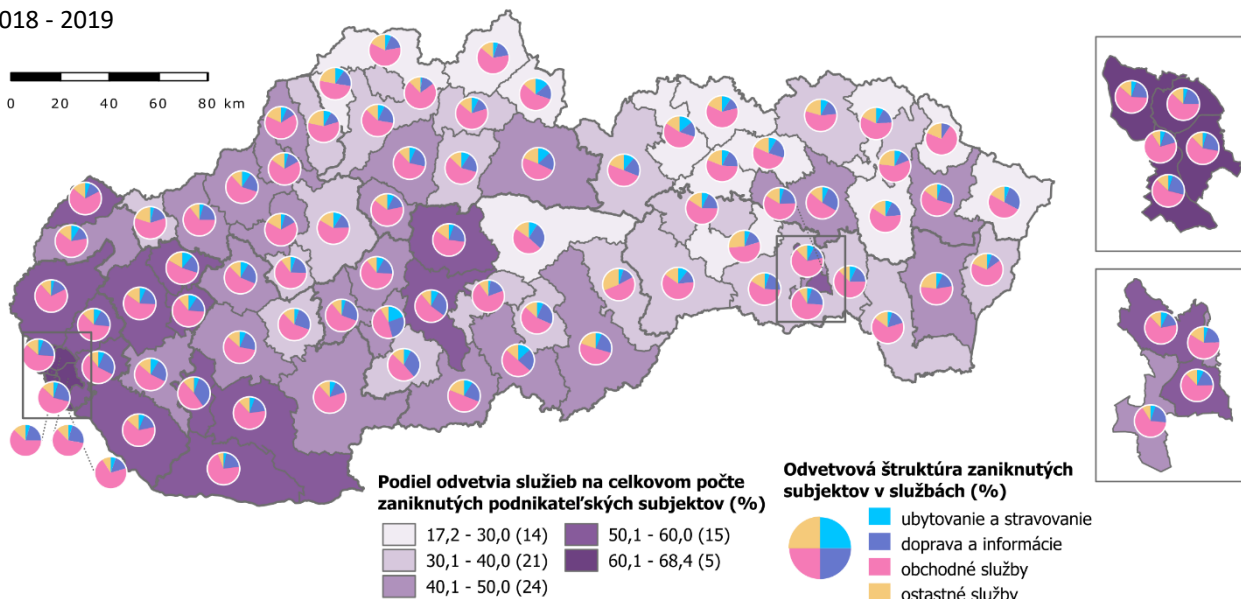 018 - 2019
0 20 40 60 80 km
Podiel odvetvia služieb na celkovom počte
zaniknutých podnikateľských subjektov (%)
17,2 - 30,0 (14)
30,1 - 40,0 (21)
40,1 - 50,0 (24)
50,1 - 60,0 (15)
60,1 - 68,4 (5)
Odvetvová štruktúra zaniknutých
subjektov v službách (%)
ubytovanie a stravovanie
doprava a informácie
obchodné služby
ostastné služby